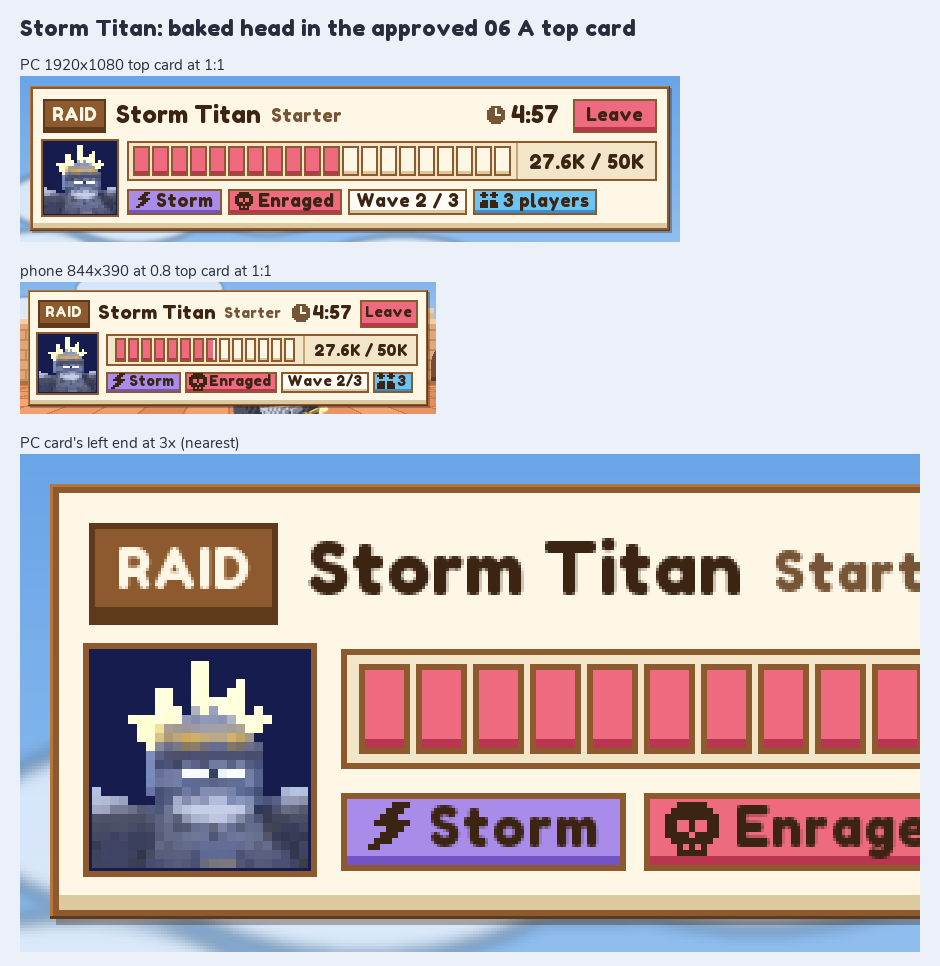 Storm Titan: baked head in the approved 06 A top card
PC 1920x1080 top card at 1:1
RAID Storm Titan Starter 4:57 Leave
27.6K / 50K
Storm Enraged Wave 2 / 3 3 players
phone 844x390 at 0.8 top card at 1:1
RAID Storm Titan Starter 4:57 Leave
27.6K / 50K
Storm Enraged Wave 2/3 3
PC card's left end at 3x (nearest)
RAID Storm Titan Start
Storm Enrage